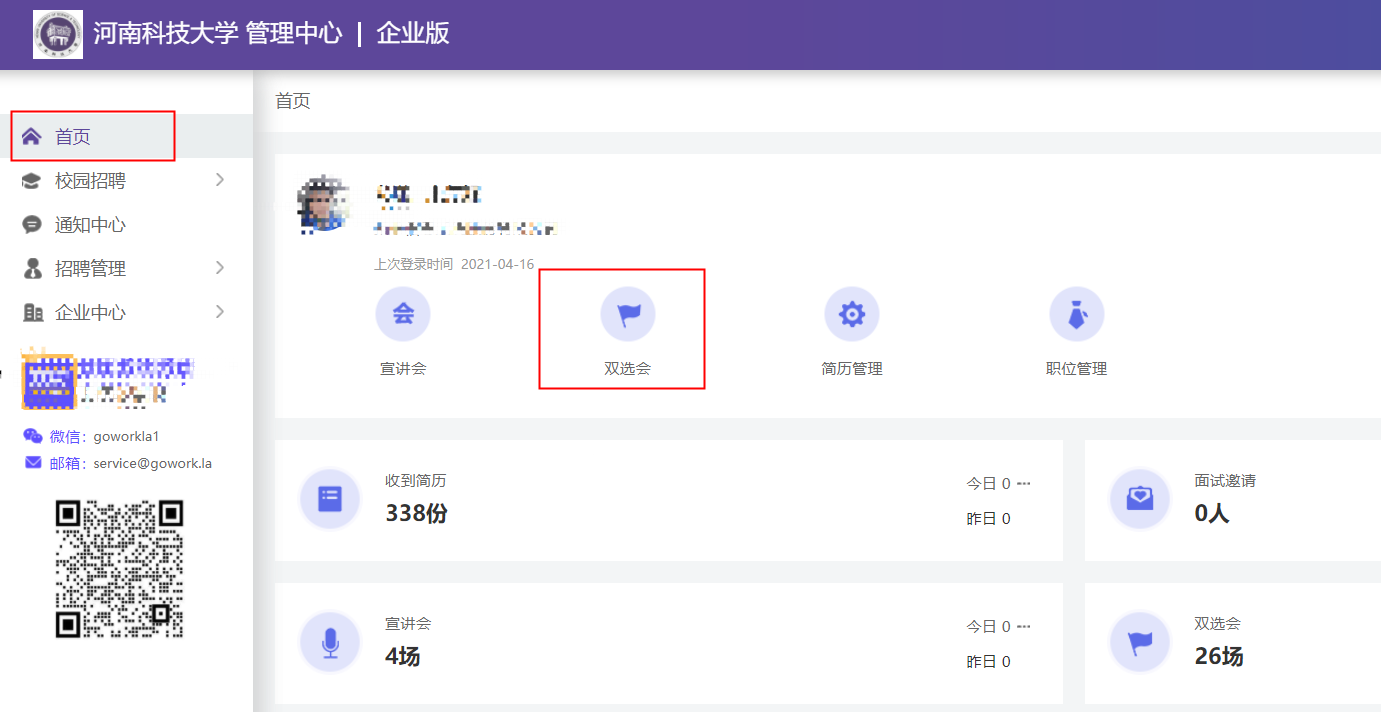 河南科技大学 管理中心 | 企业版
首页
校园招聘
通知中心
招聘管理
企业中心
微信：goworkla1
邮箱：service@gowork.la
首页
上次登录时间 2021-04-16
会
宣讲会
双选会
简历管理
职位管理
收到简历
338份
今日 0
昨日 0
面试邀请
0人
宣讲会
4场
今日 0
昨日 0
双选会
26场